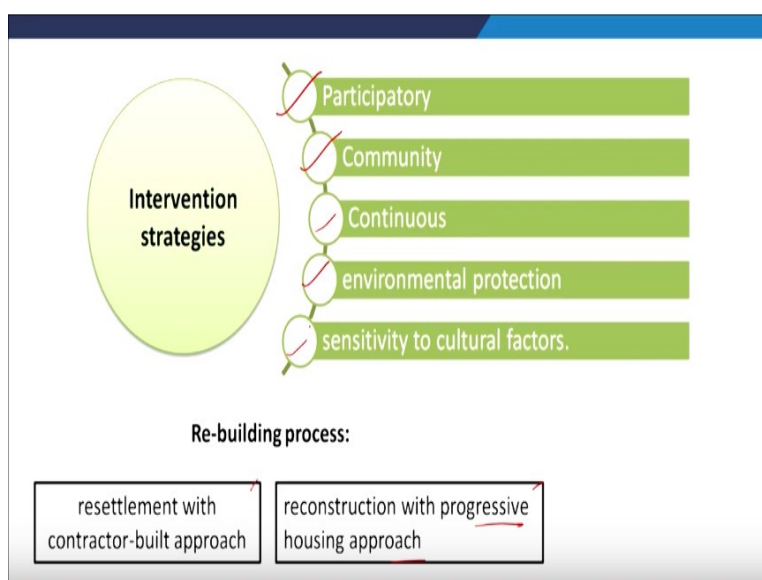 Participatory
Community
Intervention
strategies
Continuous
environmental protection
sensitivity to cultural factors.
Re-building process:
resettlement with
contractor-built approach
reconstruction with progressive
housing approach